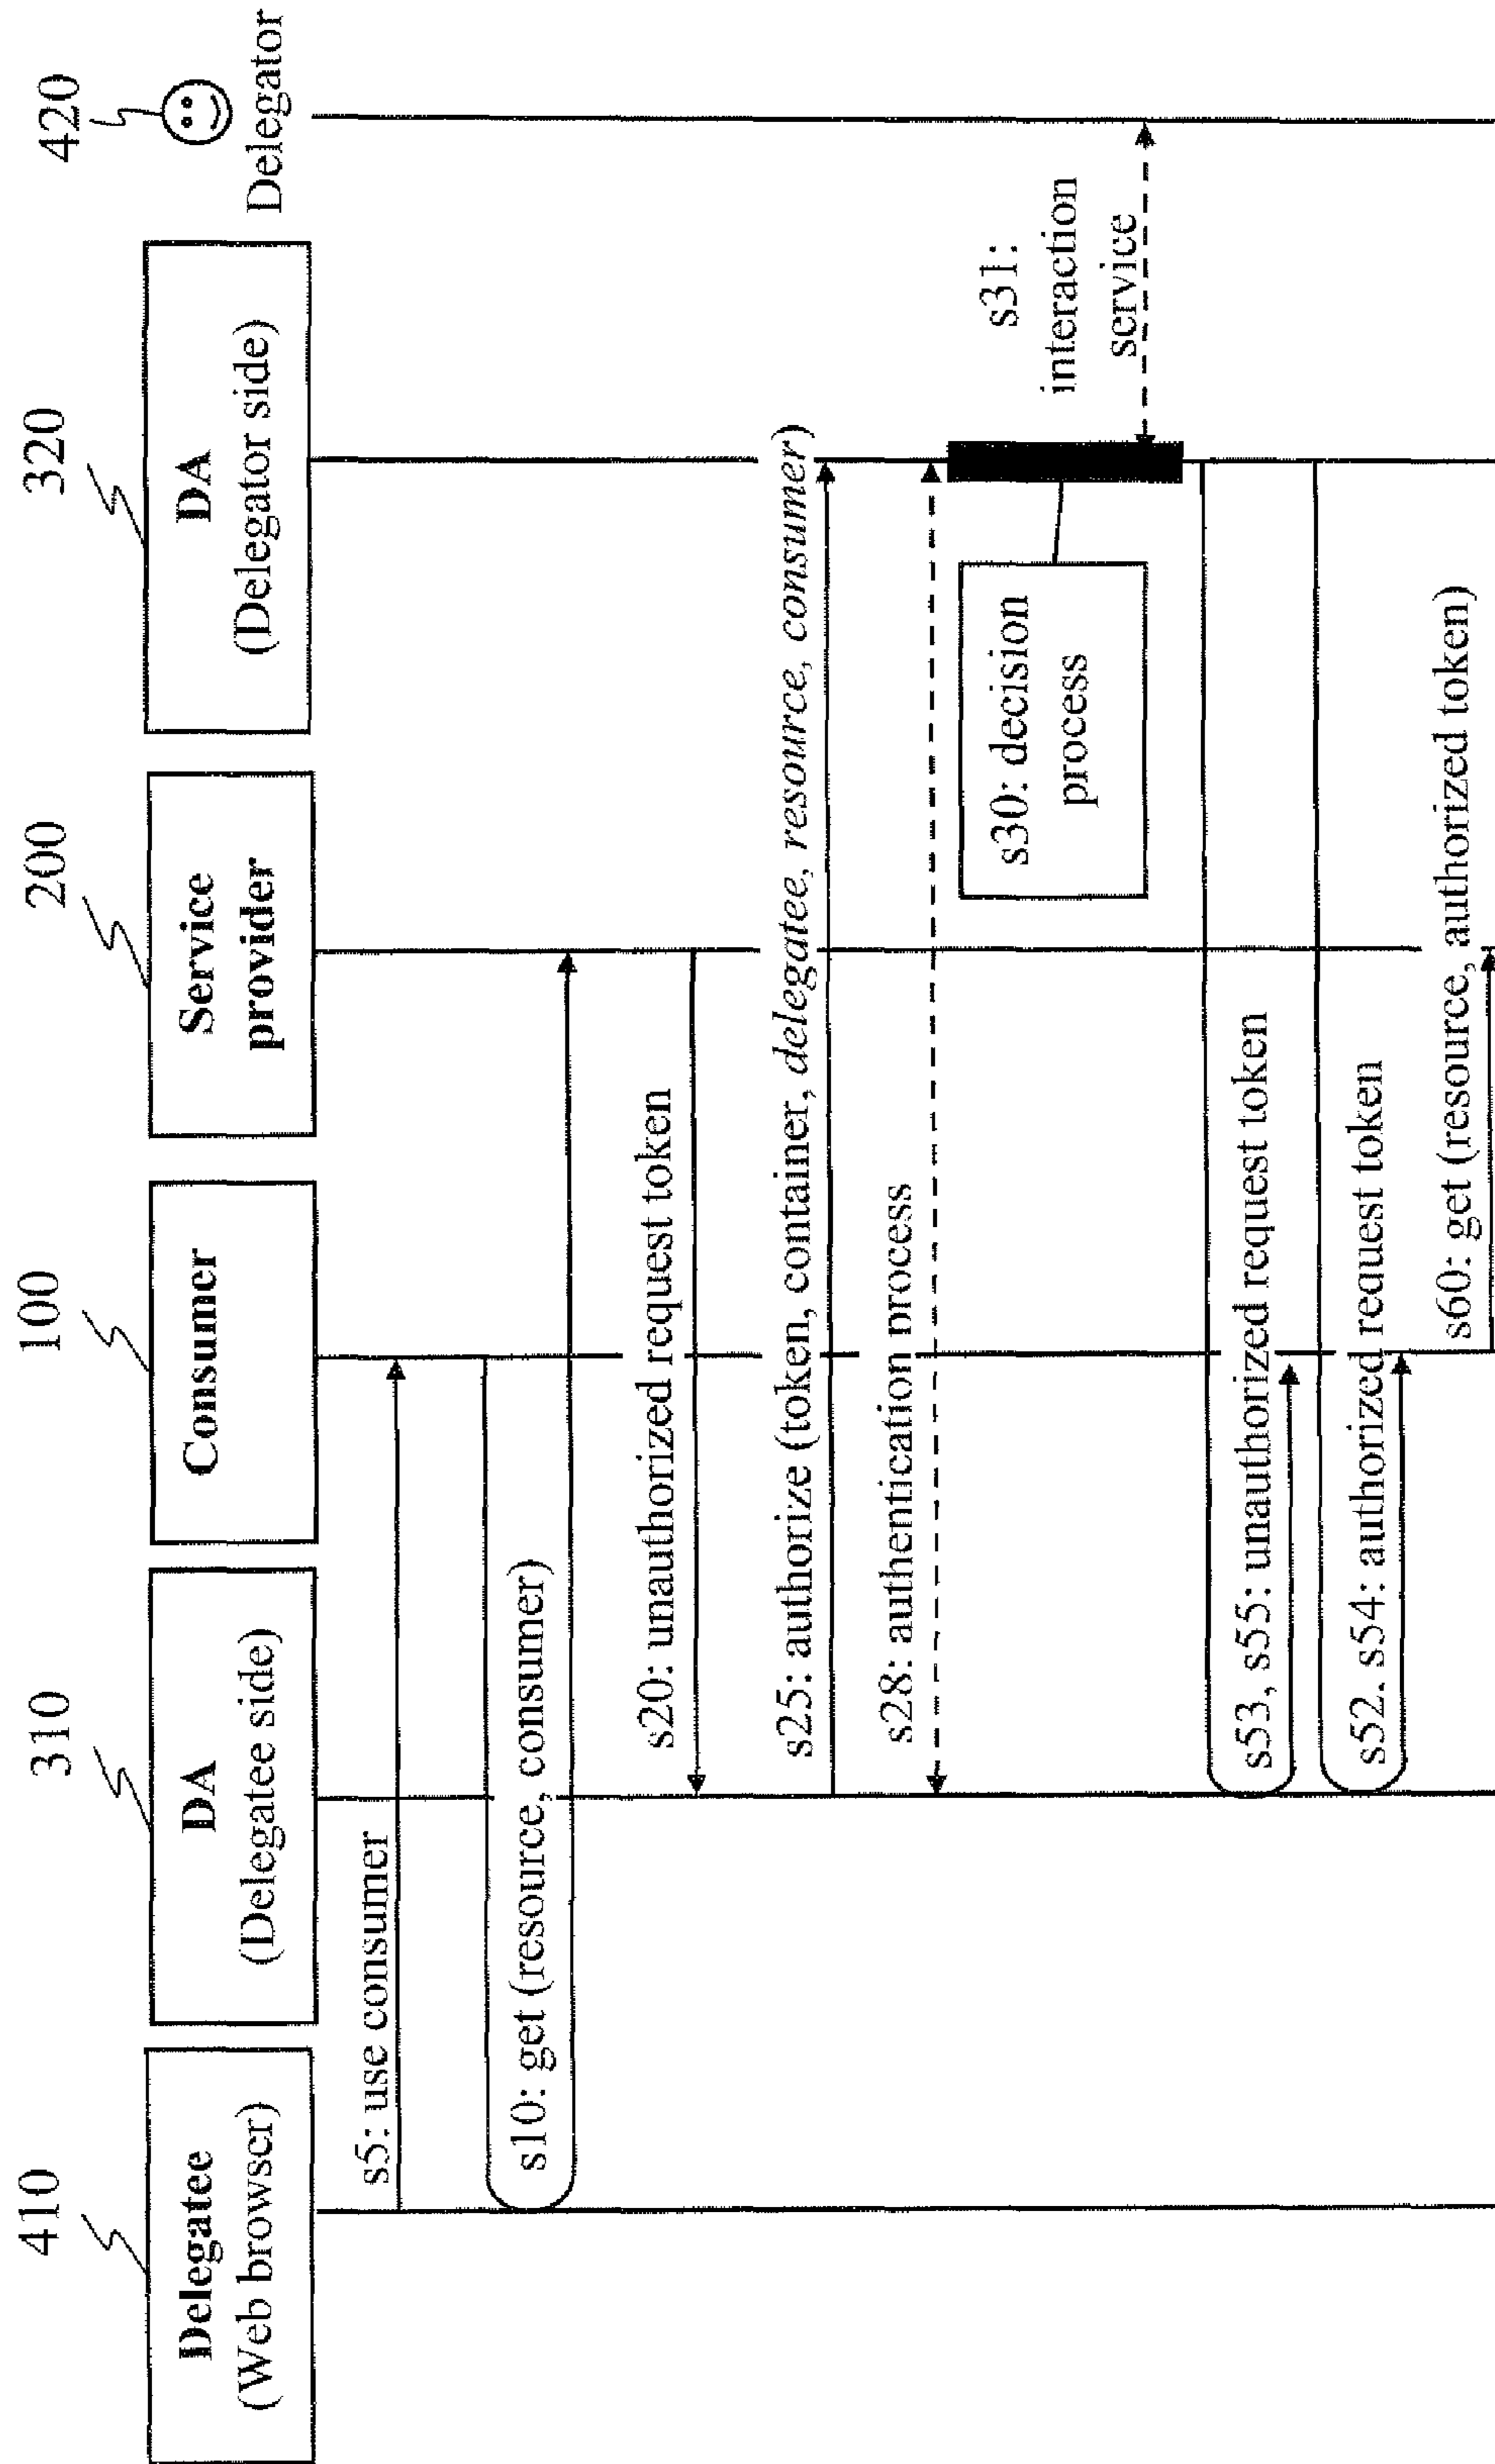 410
310
100
200
320
420
Delegatee
(Web browser)
DA
(Delegatee side)
Consumer
Service
provider
DA
(Delegator side)
Delegator
s5: use consumer
s10: get (resource, consumer)
s20: unauthorized request token
s25: authorize (token, container, delegatee, resource, consumer)
s28: authentication process
s30: decision
process
s31:
interaction
service
s53, s55: unauthorized request token
s52. s54: authorized request token
s60: get (resource, authorized token)